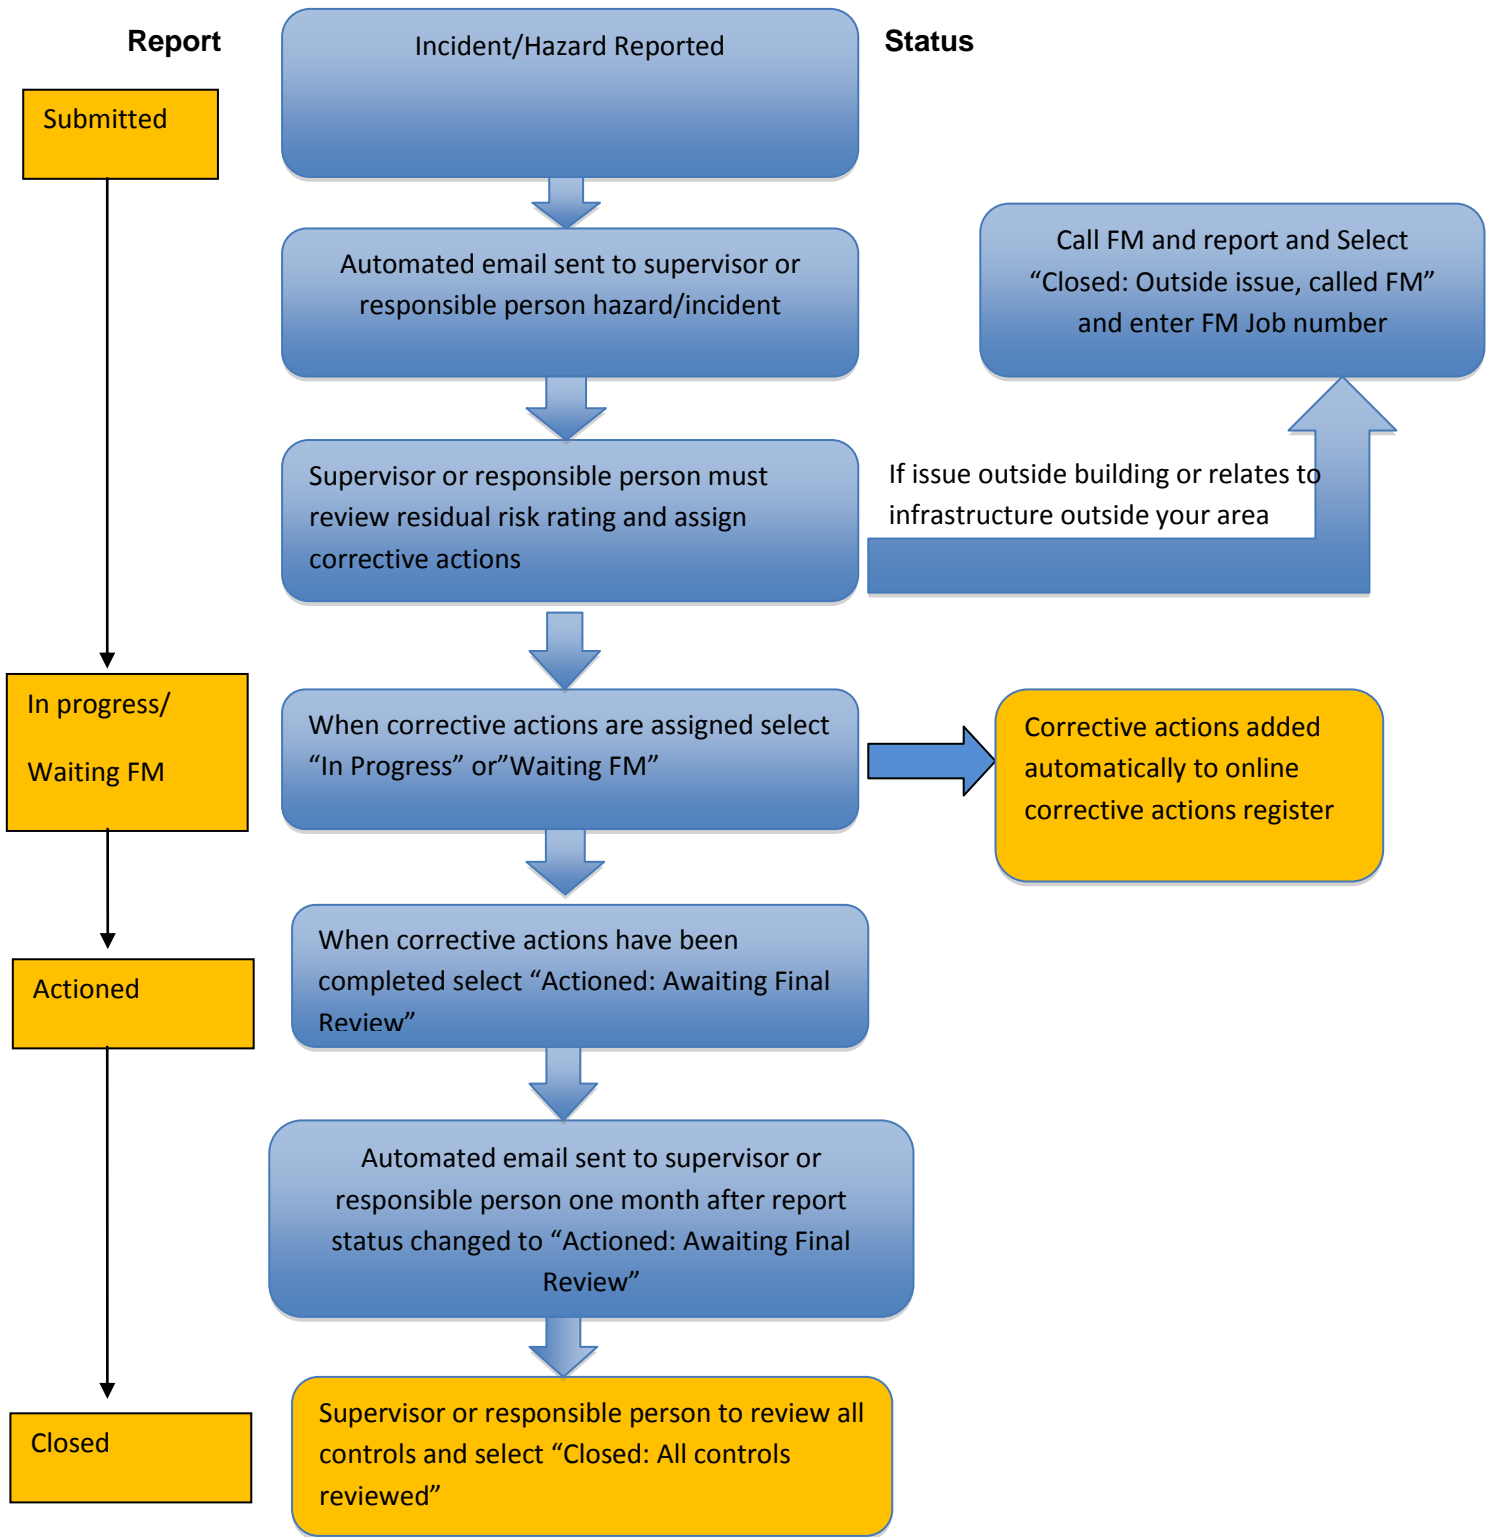 Report
Incident/Hazard Reported
Status
Submitted
Automated email sent to supervisor or
responsible person hazard/incident
Call FM and report and Select
“Closed: Outside issue, called FM”
and enter FM Job number
Supervisor or responsible person must
review residual risk rating and assign
corrective actions
If issue outside building or relates to
infrastructure outside your area
In progress/
Waiting FM
When corrective actions are assigned select
“In Progress” or”Waiting FM”
Corrective actions added
automatically to online
corrective actions register
Actioned
When corrective actions have been
completed select “Actioned: Awaiting Final
Review”
Automated email sent to supervisor or
responsible person one month after report
status changed to “Actioned: Awaiting Final
Review”
Closed
Supervisor or responsible person to review all
controls and select “Closed: All controls
reviewed”